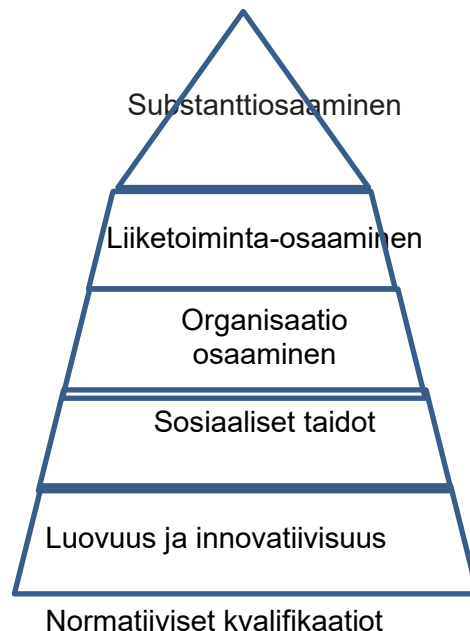 Substanttiosaaminen
Liiketoiminta-osaaminen
Organisaatio
osaaminen
Sosiaaliset taidot
Luovuus ja innovatiivisuus
Normatiiviset kvalifikaatiot